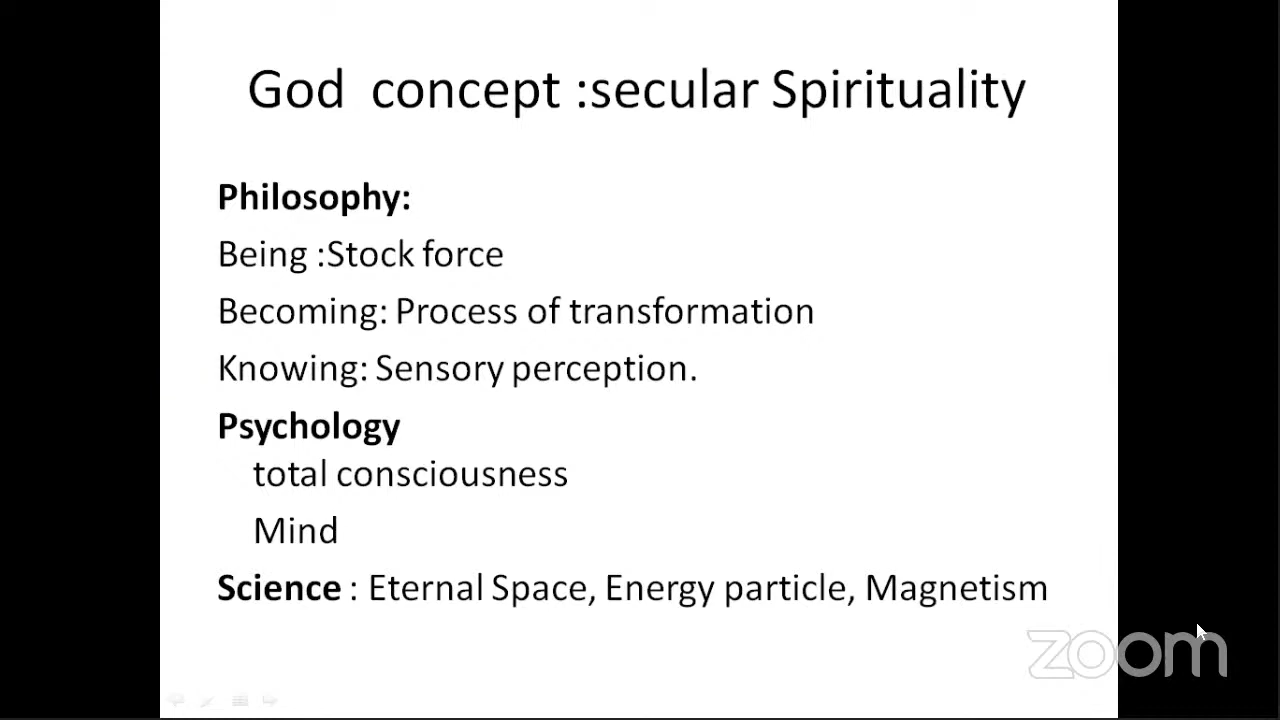 God concept :secular Spirituality
Philosophy:
Being :Stock force
Becoming: Process of transformation
Knowing: Sensory perception.
Psychology
total consciousness
Mind
Science : Eternal Space, Energy particle, Magnetism
zoom